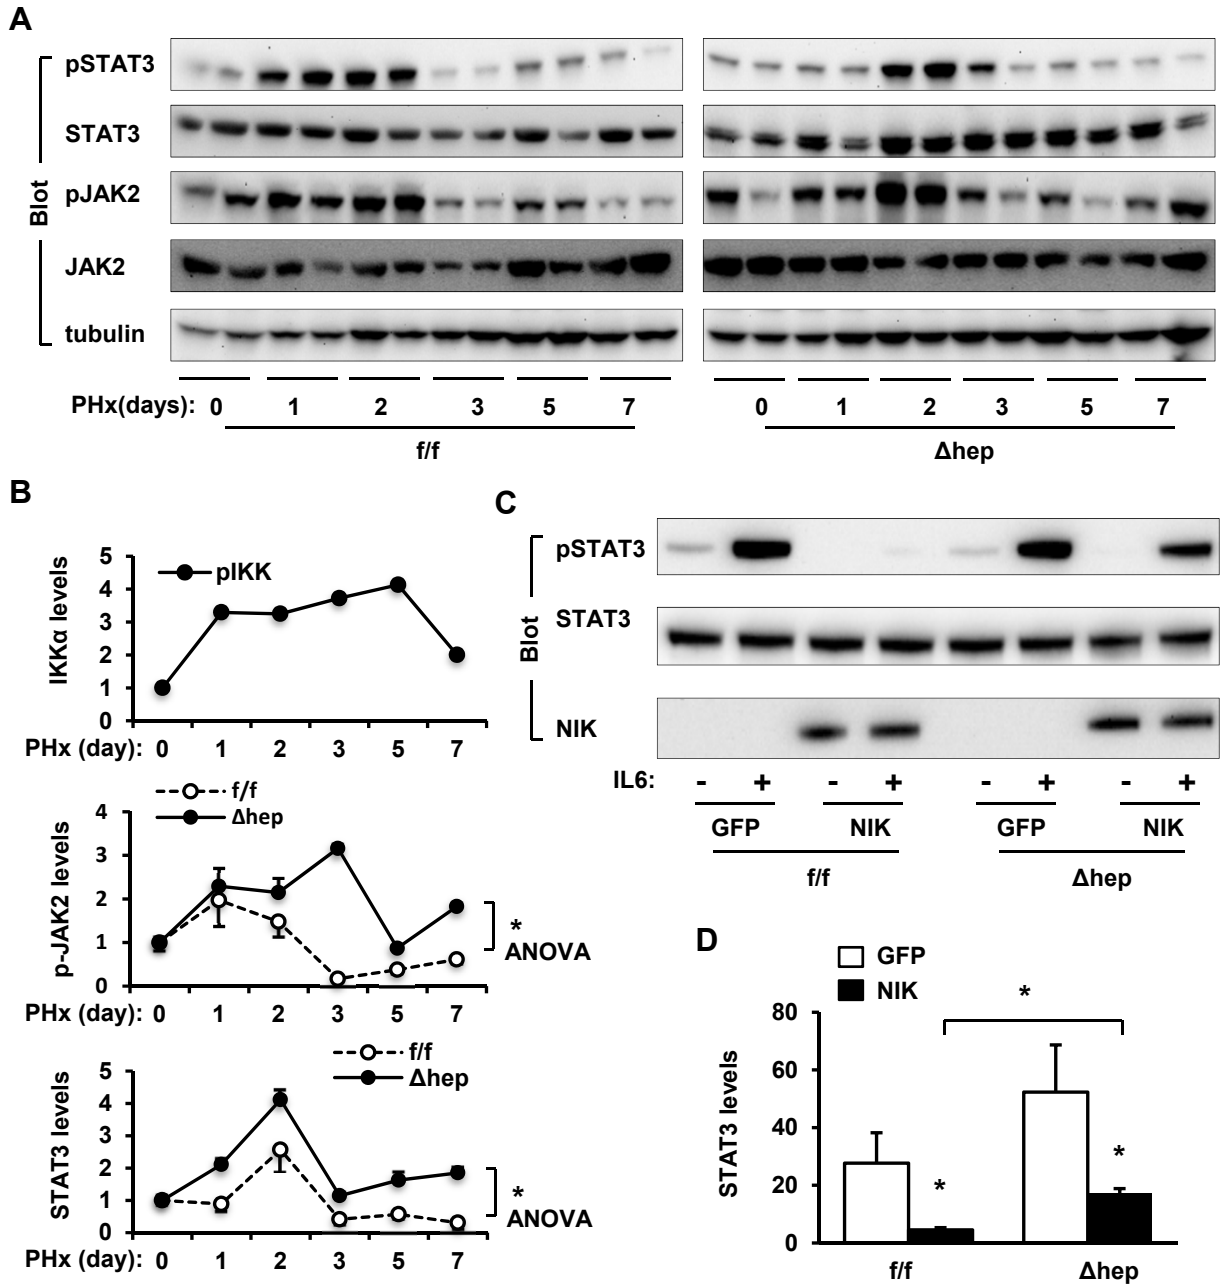 A
Blot
pSTAT3
STAT3
pJAK2
JAK2
tubulin
PHx(days): 0 1 2 3 5 7 0 1 2 3 5 7
f/f Δhep
B
IKKα levels
5
4
3
2
1
0
pIKK
PHx (day): 0 1 2 3 5 7
f/f
Δhep
p-JAK2 levels
4
3
2
1
0
*
ANOVA
PHx (day): 0 1 2 3 5 7
f/f
Δhep
STAT3 levels
5
4
3
2
1
0
*
ANOVA
PHx (day): 0 1 2 3 5 7
C
Blot
pSTAT3
STAT3
NIK
IL6: - + - + - + - +
GFP NIK GFP NIK
f/f Δhep
D
GFP
NIK
STAT3 levels
80
60
40
20
0
*
*
*
f/f Δhep